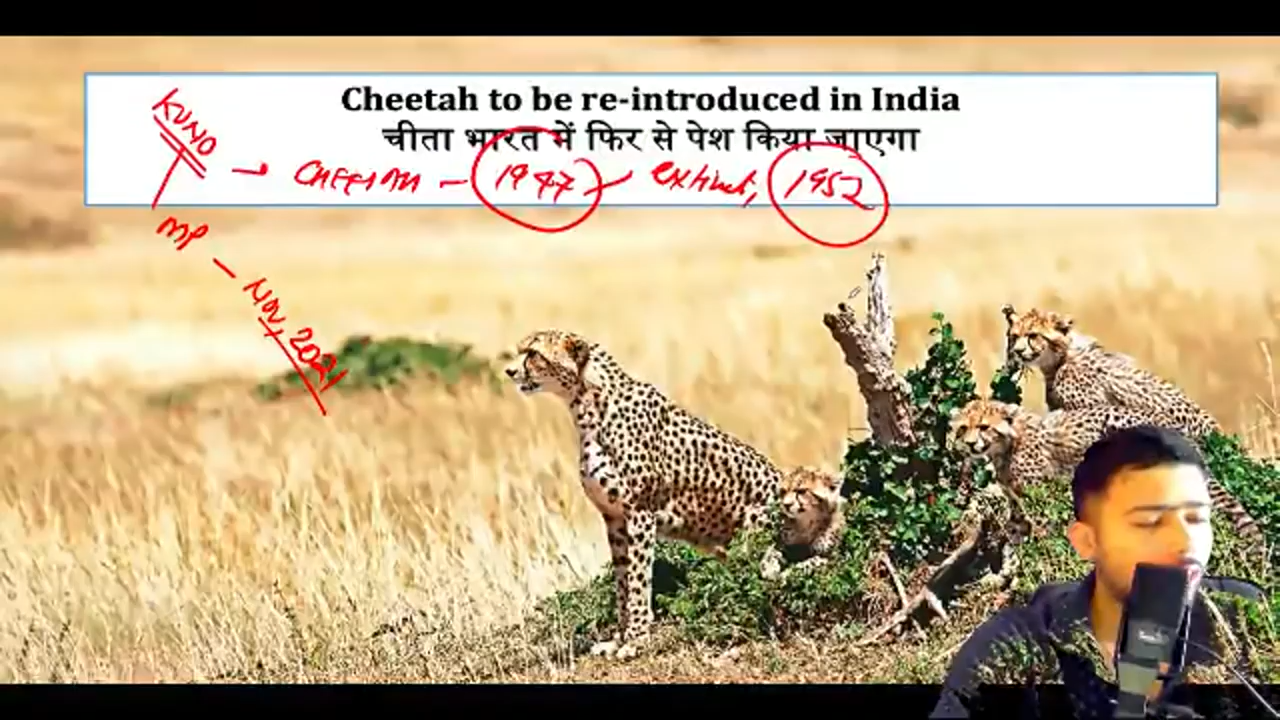 Cheetah to be re-introduced in India
चीता भारत में फिर से पेश किया जाएगा
KUNO
CHEETAH - 1947 extinct, 1952
MP - Nov, 2021